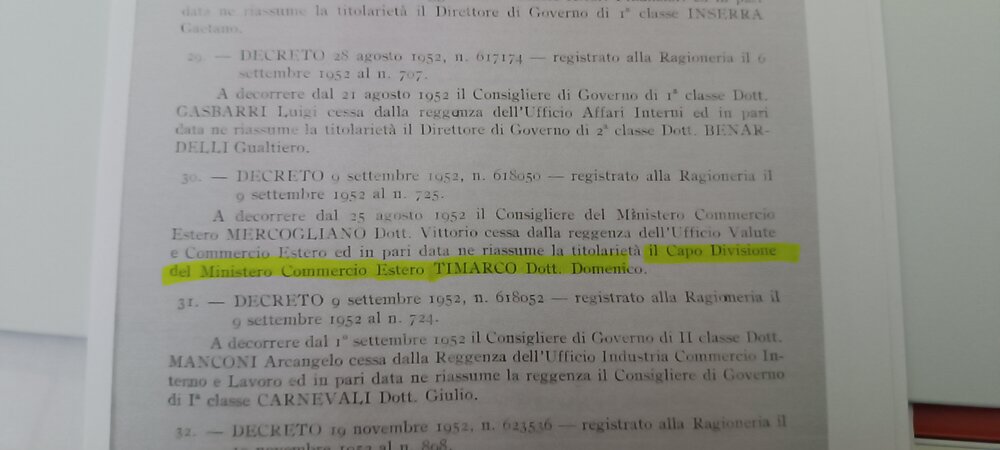 data ne riassume la titolarietà il Direttore di Governo di 1ª classe INSERRA
Gaetano.
29. — DECRETO 28 agosto 1952, n. 617174 — registrato alla Ragioneria il 6
settembre 1952 al n. 707.
A decorrere dal 21 agosto 1952 il Consigliere di Governo di 1ª classe Dott.
GASBARRI Luigi cessa dalla reggenza dell'Ufficio Affari Interni ed in pari
data ne riassume la titolarietà il Direttore di Governo di 2ª classe Dott. BENAR-
DELLI Gualtiero.
30. — DECRETO 9 settembre 1952, n. 618050 — registrato alla Ragioneria il
9 settembre 1952 al n. 725.
A decorrere dal 25 agosto 1952 il Consigliere del Ministero Commercio
Estero MERCOGLIANO Dott. Vittorio cessa dalla reggenza dell'Ufficio Valute
e Commercio Estero ed in pari data ne riassume la titolarietà il Capo Divisione
del Ministero Commercio Estero TIMARCO Dott. Domenico.
31. — DECRETO 9 settembre 1952, n. 618052 — registrato alla Ragioneria il
9 settembre 1952 al n. 724.
A decorrere dal 1º settembre 1952 il Consigliere di Governo di II classe Dott.
MANCONI Arcangelo cessa dalla Reggenza dell'Ufficio Industria Commercio In-
terno e Lavoro ed in pari data ne riassume la reggenza il Consigliere di Governo
di Iª classe CARNEVALI Dott. Giulio.
32. — DECRETO 19 novembre 1952, n. 623536 — registrato alla Ragioneria il
novembre 1952 al n. 808.